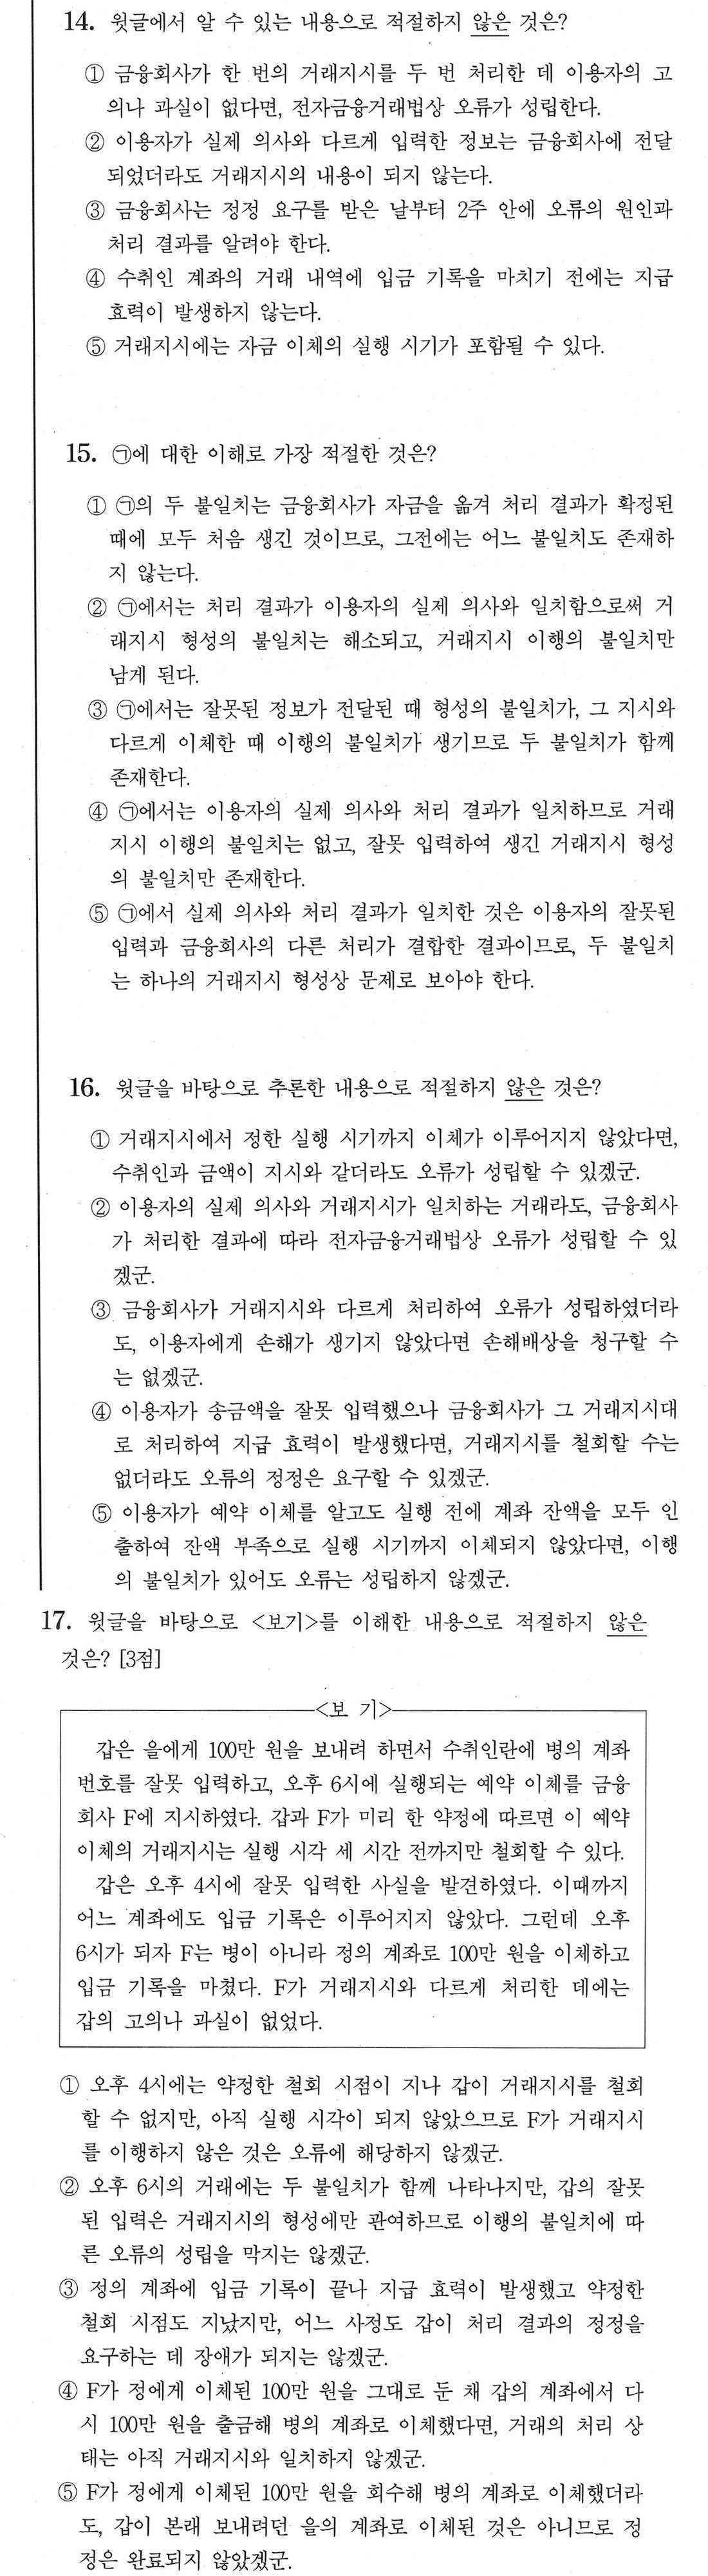 14. 윗글에서 알 수 있는 내용으로 적절하지 않은 것은?
① 금융회사가 한 번의 거래지시를 두 번 처리한 데 이용자의 고
의나 과실이 없다면, 전자금융거래법상 오류가 성립한다.
② 이용자가 실제 의사와 다르게 입력한 정보는 금융회사에 전달
되었더라도 거래지시의 내용이 되지 않는다.
③ 금융회사는 정정 요구를 받은 날부터 2주 안에 오류의 원인과
처리 결과를 알려야 한다.
④ 수취인 계좌의 거래 내역에 입금 기록을 마치기 전에는 지급
효력이 발생하지 않는다.
⑤ 거래지시에는 자금 이체의 실행 시기가 포함될 수 있다.
15. ㉠에 대한 이해로 가장 적절한 것은?
① ㉠의 두 불일치는 금융회사가 자금을 옮겨 처리 결과가 확정된
때에 모두 처음 생긴 것이므로, 그전에는 어느 불일치도 존재하
지 않는다.
② ㉠에서는 처리 결과가 이용자의 실제 의사와 일치함으로써 거
래지시 형성의 불일치는 해소되고, 거래지시 이행의 불일치만
남게 된다.
③ ㉠에서는 잘못된 정보가 전달된 때 형성의 불일치가, 그 지시와
다르게 이체한 때 이행의 불일치가 생기므로 두 불일치가 함께
존재한다.
④ ㉠에서는 이용자의 실제 의사와 처리 결과가 일치하므로 거래
지시 이행의 불일치는 없고, 잘못 입력하여 생긴 거래지시 형성
의 불일치만 존재한다.
⑤ ㉠에서 실제 의사와 처리 결과가 일치한 것은 이용자의 잘못된
입력과 금융회사의 다른 처리가 결합한 결과이므로, 두 불일치
는 하나의 거래지시 형성상 문제로 보아야 한다.
16. 윗글을 바탕으로 추론한 내용으로 적절하지 않은 것은?
① 거래지시에서 정한 실행 시기까지 이체가 이루어지지 않았다면,
수취인과 금액이 지시와 같더라도 오류가 성립할 수 있겠군.
② 이용자의 실제 의사와 거래지시가 일치하는 거래라도, 금융회사
가 처리한 결과에 따라 전자금융거래법상 오류가 성립할 수 있
겠군.
③ 금융회사가 거래지시와 다르게 처리하여 오류가 성립하였더라
도, 이용자에게 손해가 생기지 않았다면 손해배상을 청구할 수
는 없겠군.
④ 이용자가 송금액을 잘못 입력했으나 금융회사가 그 거래지시대
로 처리하여 지급 효력이 발생했다면, 거래지시를 철회할 수는
없더라도 오류의 정정은 요구할 수 있겠군.
⑤ 이용자가 예약 이체를 알고도 실행 전에 계좌 잔액을 모두 인
출하여 잔액 부족으로 실행 시기까지 이체되지 않았다면, 이행
의 불일치가 있어도 오류는 성립하지 않겠군.
17. 윗글을 바탕으로 <보기>를 이해한 내용으로 적절하지 않은
것은? [3점]
<보 기>
갑은 을에게 100만 원을 보내려 하면서 수취인란에 병의 계좌
번호를 잘못 입력하고, 오후 6시에 실행되는 예약 이체를 금융
회사 F에 지시하였다. 갑과 F가 미리 한 약정에 따르면 이 예약
이체의 거래지시는 실행 시각 세 시간 전까지만 철회할 수 있다.
갑은 오후 4시에 잘못 입력한 사실을 발견하였다. 이때까지
어느 계좌에도 입금 기록은 이루어지지 않았다. 그런데 오후
6시가 되자 F는 병이 아니라 정의 계좌로 100만 원을 이체하고
입금 기록을 마쳤다. F가 거래지시와 다르게 처리한 데에는
갑의 고의나 과실이 없었다.
① 오후 4시에는 약정한 철회 시점이 지나 갑이 거래지시를 철회
할 수 없지만, 아직 실행 시각이 되지 않았으므로 F가 거래지시
를 이행하지 않은 것은 오류에 해당하지 않겠군.
② 오후 6시의 거래에는 두 불일치가 함께 나타나지만, 갑의 잘못
된 입력은 거래지시의 형성에만 관여하므로 이행의 불일치에 따
른 오류의 성립을 막지는 않겠군.
③ 정의 계좌에 입금 기록이 끝나 지급 효력이 발생했고 약정한
철회 시점도 지났지만, 어느 사정도 갑이 처리 결과의 정정을
요구하는 데 장애가 되지는 않겠군.
④ F가 정에게 이체된 100만 원을 그대로 둔 채 갑의 계좌에서 다
시 100만 원을 출금해 병의 계좌로 이체했다면, 거래의 처리 상
태는 아직 거래지시와 일치하지 않겠군.
⑤ F가 정에게 이체된 100만 원을 회수해 병의 계좌로 이체했더라
도, 갑이 본래 보내려던 을의 계좌로 이체된 것은 아니므로 정
정은 완료되지 않았겠군.